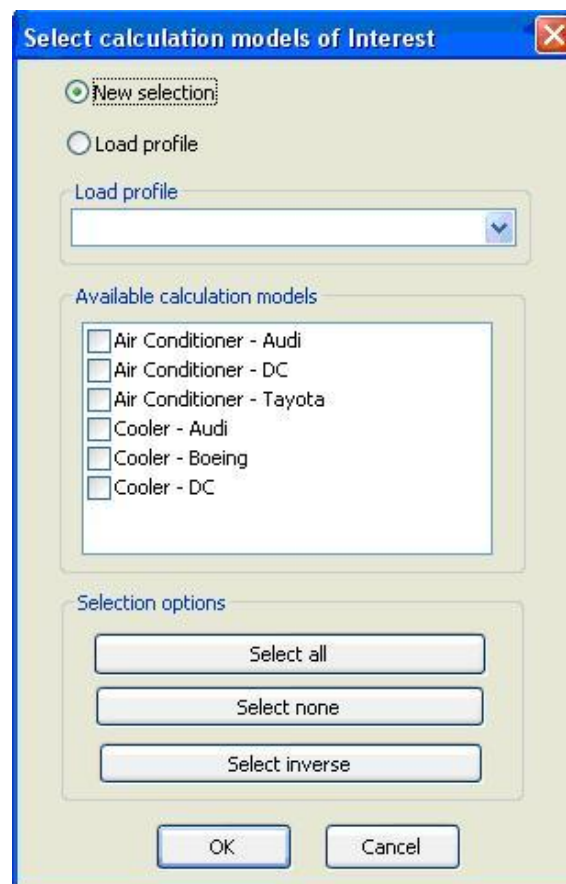 Select calculation models of Interest
New selection
Load profile
Load profile
Available calculation models
Air Conditioner - Audi
Air Conditioner - DC
Air Conditioner - Tayota
Cooler - Audi
Cooler - Boeing
Cooler - DC
Selection options
Select all
Select none
Select inverse
OK
Cancel